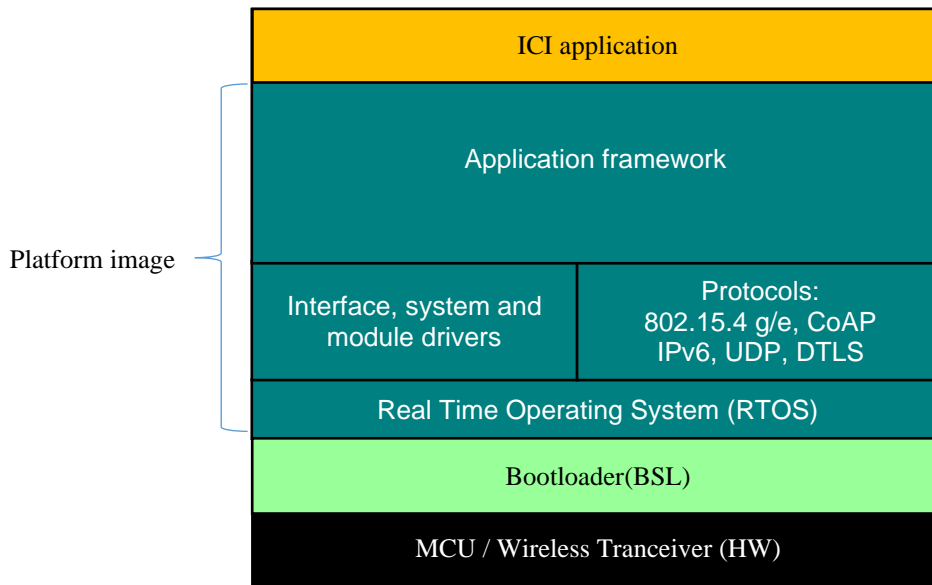 ICI application
Application framework
Platform image
Interface, system and
module drivers
Protocols:
802.15.4 g/e, CoAP
IPv6, UDP, DTLS
Real Time Operating System (RTOS)
Bootloader(BSL)
MCU / Wireless Tranceiver (HW)